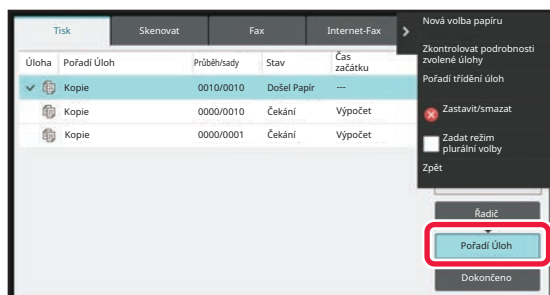 Tisk
Skenovat
Fax
Internet-Fax
Úloha
Pořadí Úloh
Průběh/sady
Stav
Čas
začátku
Kopie
0010/0010
Došel Papír
---
Kopie
0000/0010
Čekání
Výpočet
Kopie
0000/0001
Čekání
Výpočet
Nová volba papíru
Zkontrolovat podrobnosti
zvolené úlohy
Pořadí třídění úloh
Zastavit/smazat
Zadat režim
plurální volby
Zpět
Řadič
Pořadí Úloh
Dokončeno